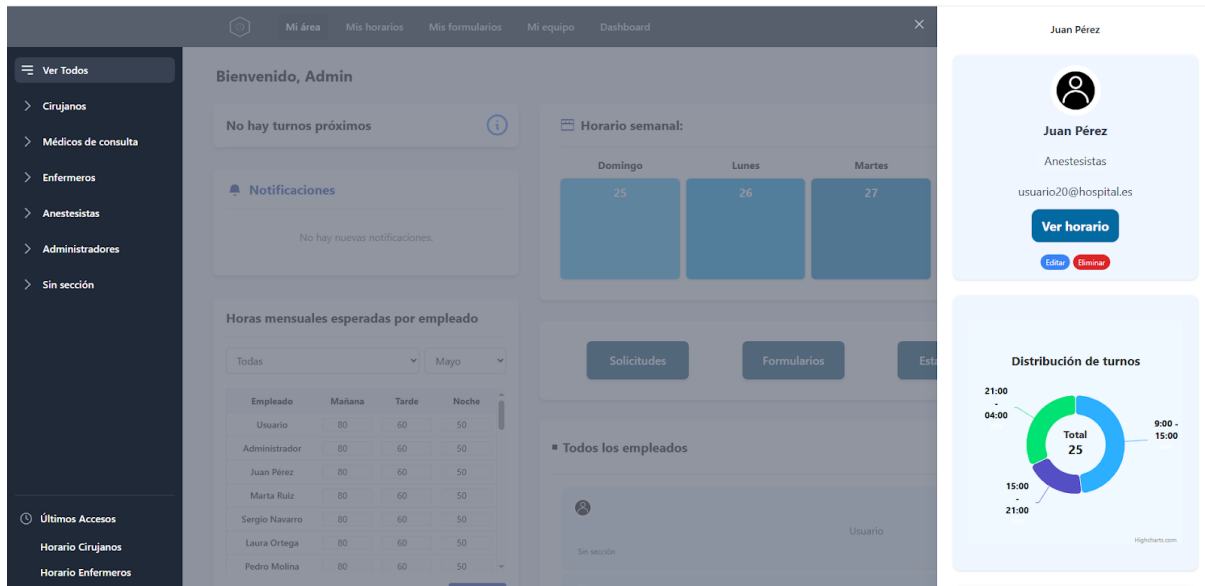 Mi área Mis horarios Mis formularios Mi equipo Dashboard
Ver Todos
Cirujanos
Médicos de consulta
Enfermeros
Anestesistas
Administradores
Sin sección
Últimos Accesos
Horario Cirujanos
Horario Enfermeros
Bienvenido, Admin
No hay turnos próximos
Notificaciones
No hay nuevas notificaciones.
Horas mensuales esperadas por empleado
Todas Mayo
Empleado Mañana Tarde Noche
Usuario 80 60 50
Administrador 80 60 50
Juan Pérez 80 60 50
Marta Ruiz 80 60 50
Sergio Navarro 80 60 50
Laura Ortega 80 60 50
Pedro Molina 80 60 50
Horario semanal:
Domingo Lunes Martes
25 26 27
Solicitudes Formularios Esta
Todos los empleados
Usuario
Sin sección
Juan Pérez
Juan Pérez
Anestesistas
usuario20@hospital.es
Ver horario
Editar Eliminar
Distribución de turnos
21:00
-
04:00
9:00 -
15:00
Total
25
15:00
-
21:00
Highcharts.com